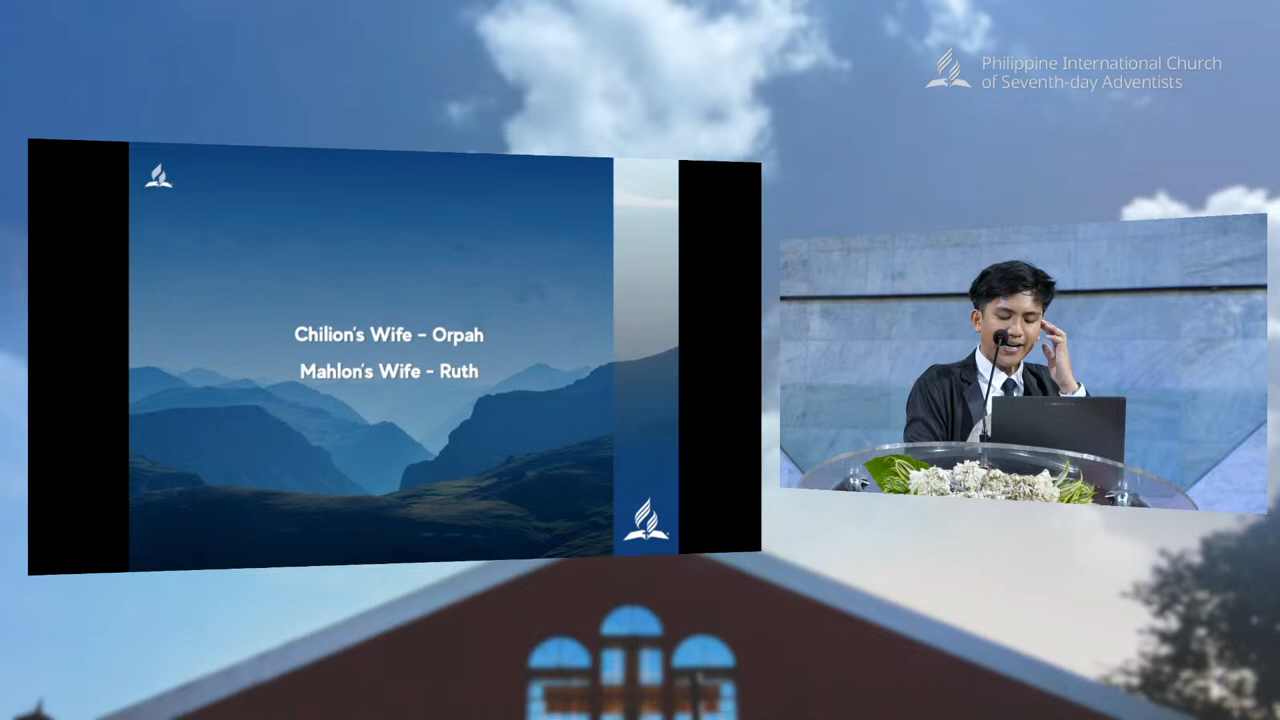 Philippine International Church
of Seventh-day Adventists
Chilion's Wife - Orpah
Mahlon's Wife - Ruth